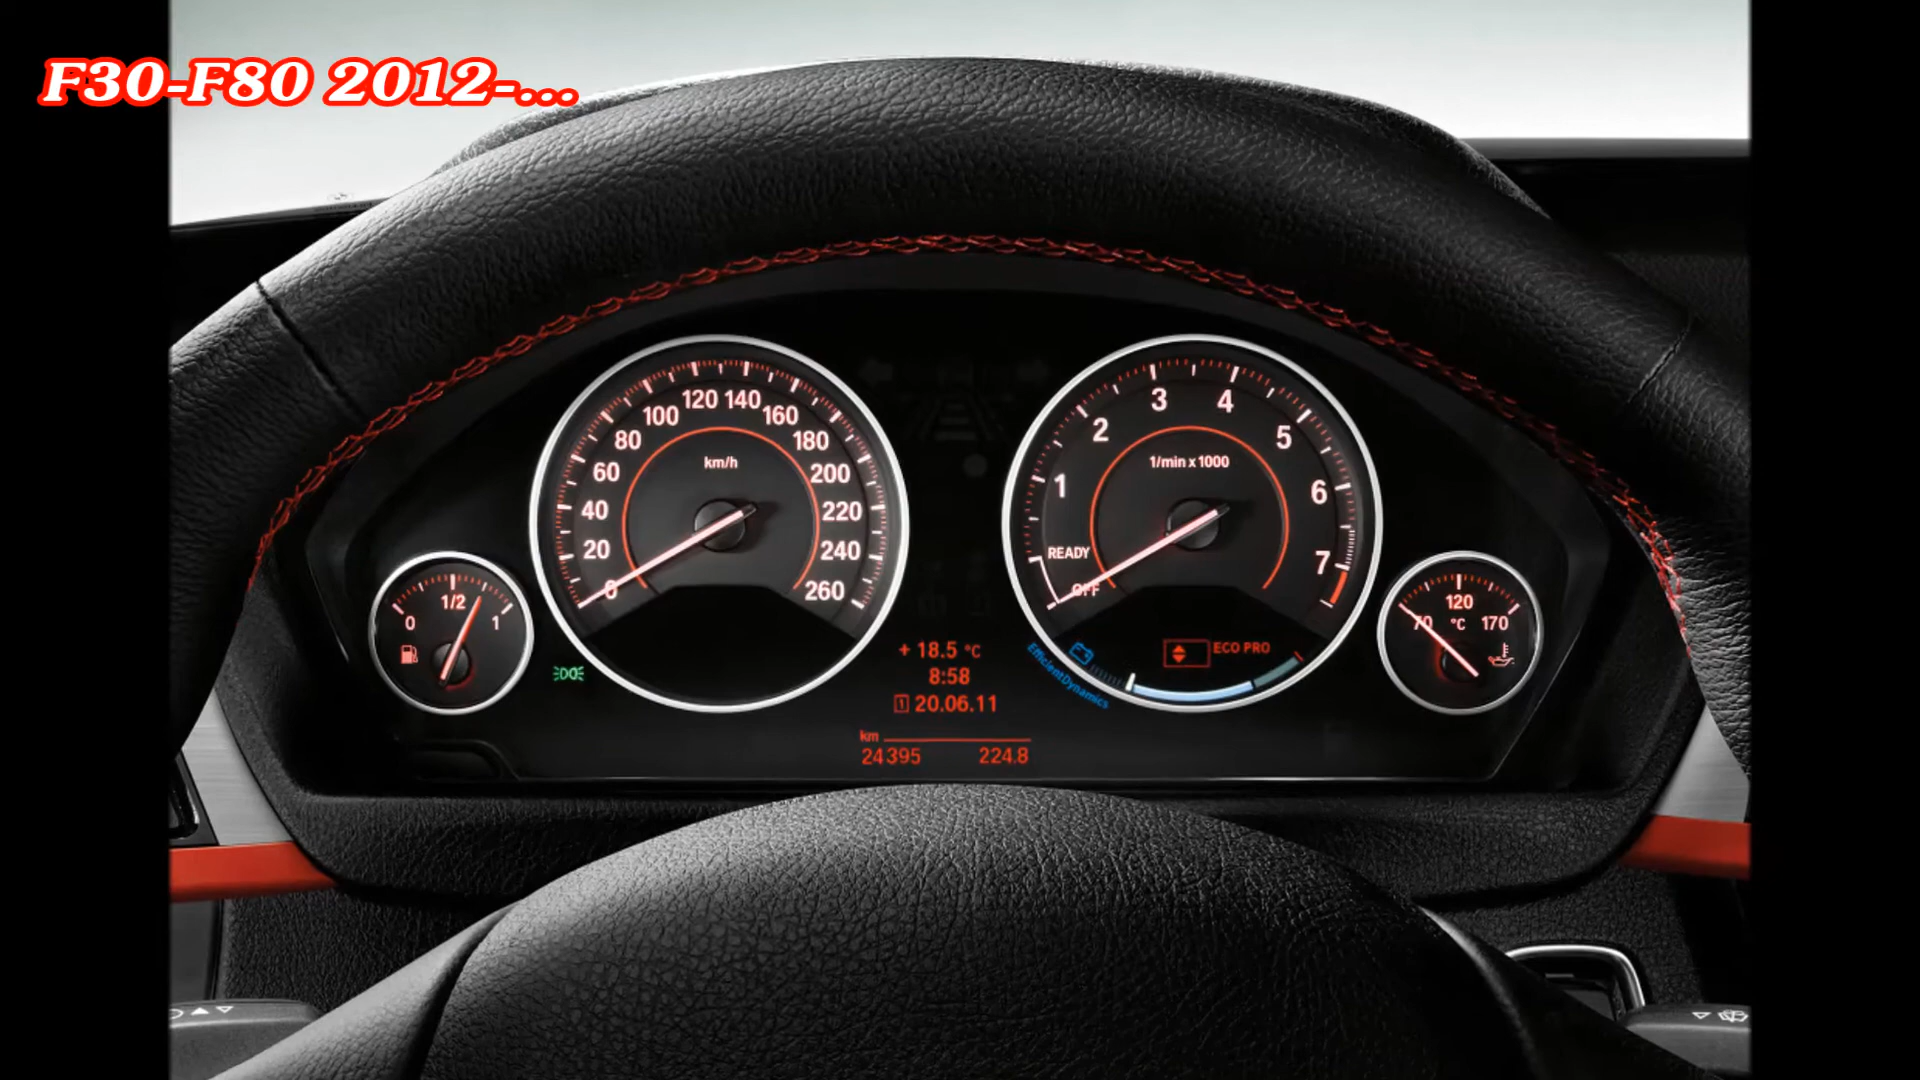 F30-F80 2012-...
0 20 40 60 80 100 120 140 160 180 200 220 240 260
km/h
OFF READY 1 2 3 4 5 6 7
1/min x 1000
0 1/2 1
70 120 170
°C
ECO PRO
EfficientDynamics
+ 18.5 °C
8:58
1 20.06.11
km
24395 224.8